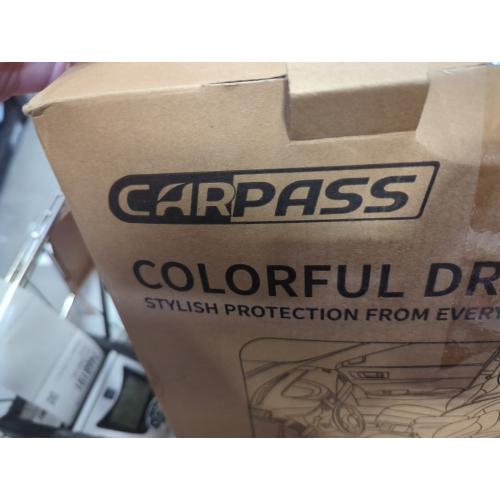 CARPASS
COLORFUL DR
STYLISH PROTECTION FROM EVERY